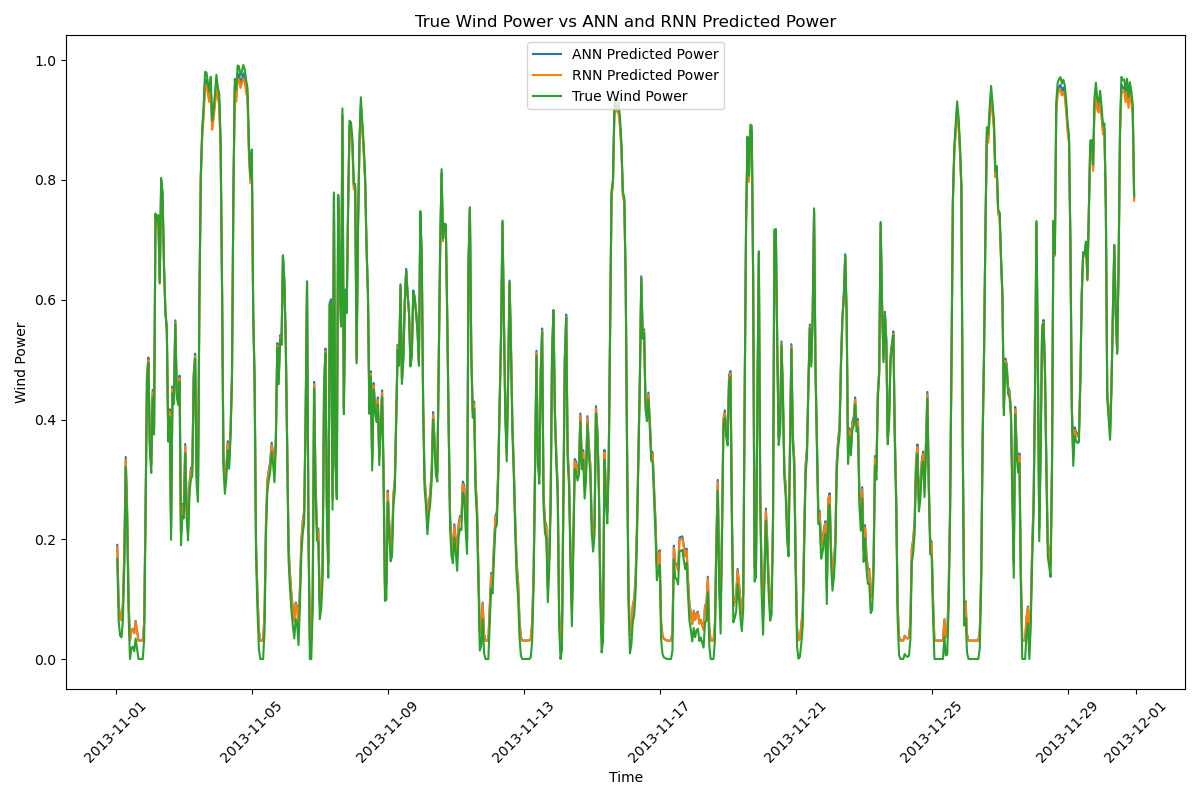 True Wind Power vs ANN and RNN Predicted Power
ANN Predicted Power
RNN Predicted Power
True Wind Power
Wind Power
1.0
0.8
0.6
0.4
0.2
0.0
2013-11-01
2013-11-05
2013-11-09
2013-11-13
2013-11-17
2013-11-21
2013-11-25
2013-11-29
2013-12-01
Time